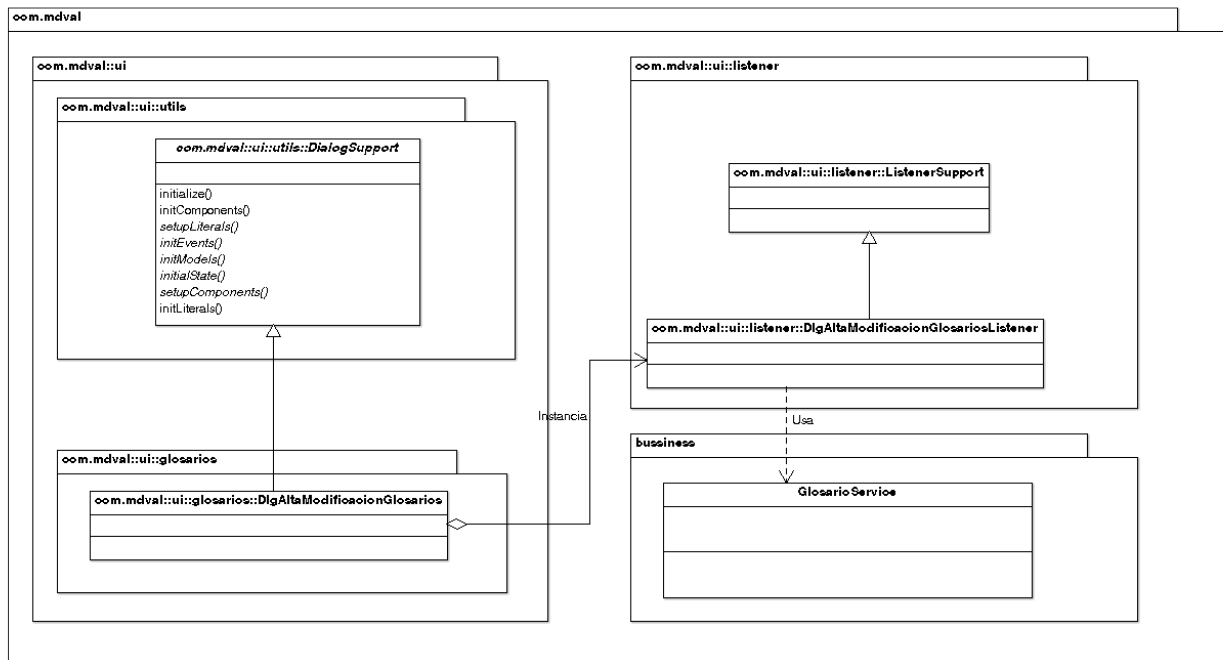 com.mdval
com.mdval::ui
com.mdval::ui::utils
com.mdval::ui::utils::DialogSupport
initialize()
initComponents()
setupLiterals()
initEvents()
initModels()
initialState()
setupComponents()
initLiterals()
com.mdval::ui::glosarios
com.mdval::ui::glosarios::DlgAltaModificacionGlosarios
Instancia
com.mdval::ui::listener
com.mdval::ui::listener::ListenerSupport
com.mdval::ui::listener::DlgAltaModificacionGlosariosListener
Usa
bussiness
GlosarioService